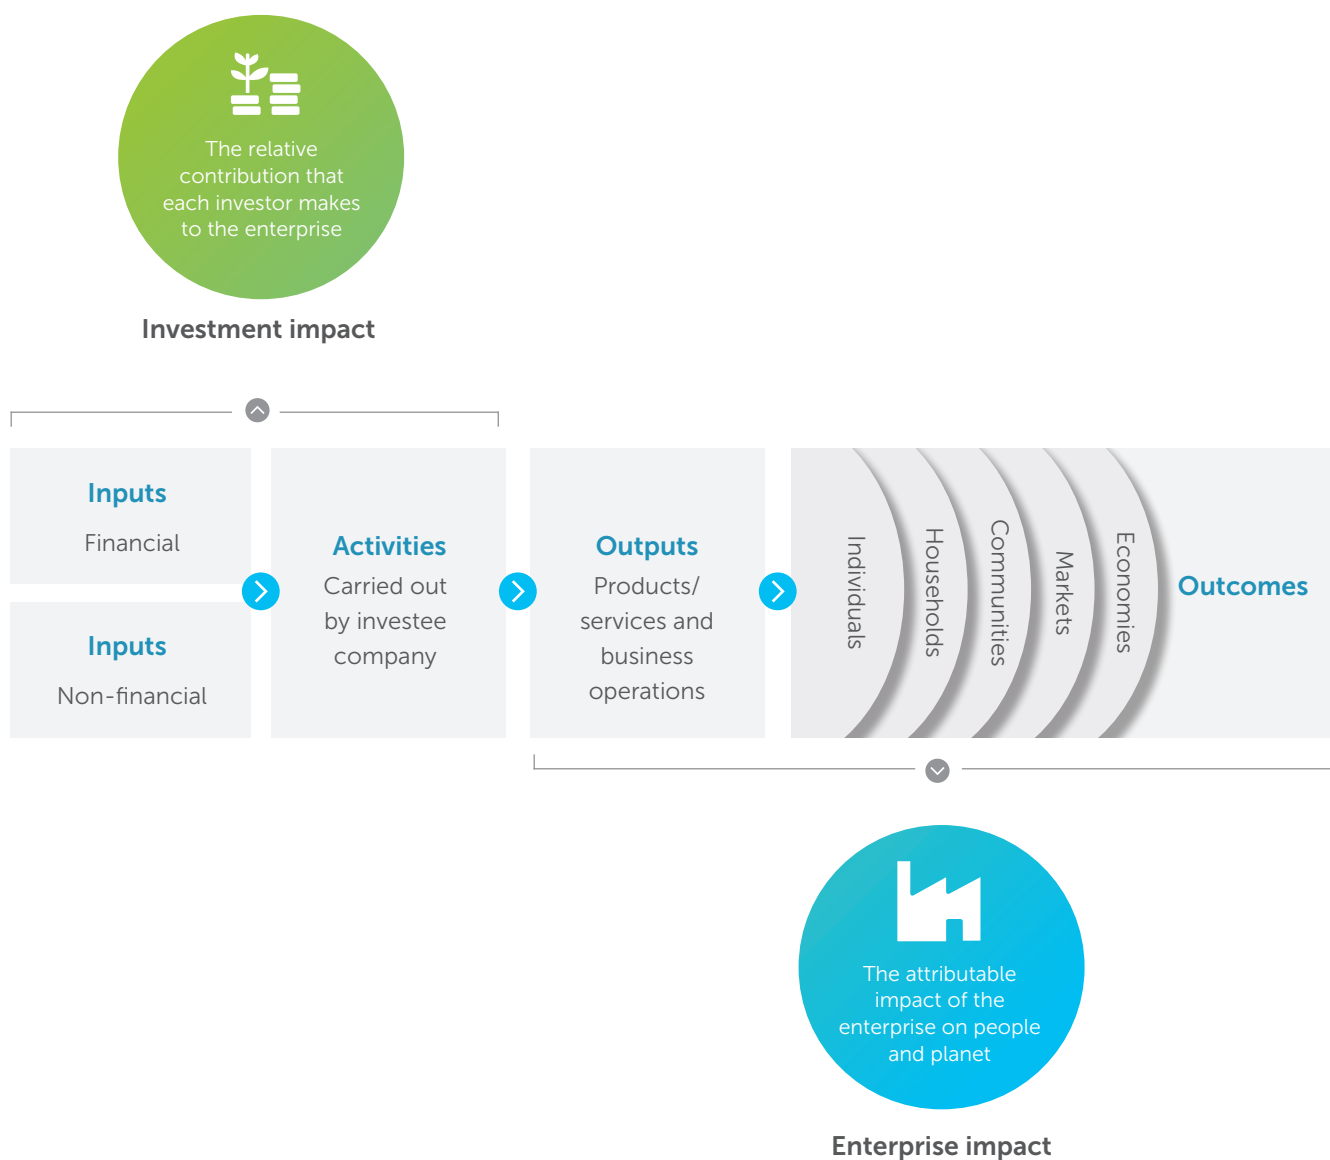 The relative
contribution that
each investor makes
to the enterprise
Investment impact
Inputs
Financial
Inputs
Non-financial
Activities
Carried out
by investee
company
Outputs
Products/
services and
business
operations
Individuals
Households
Communities
Markets
Economies
Outcomes
The attributable
impact of the
enterprise on people
and planet
Enterprise impact